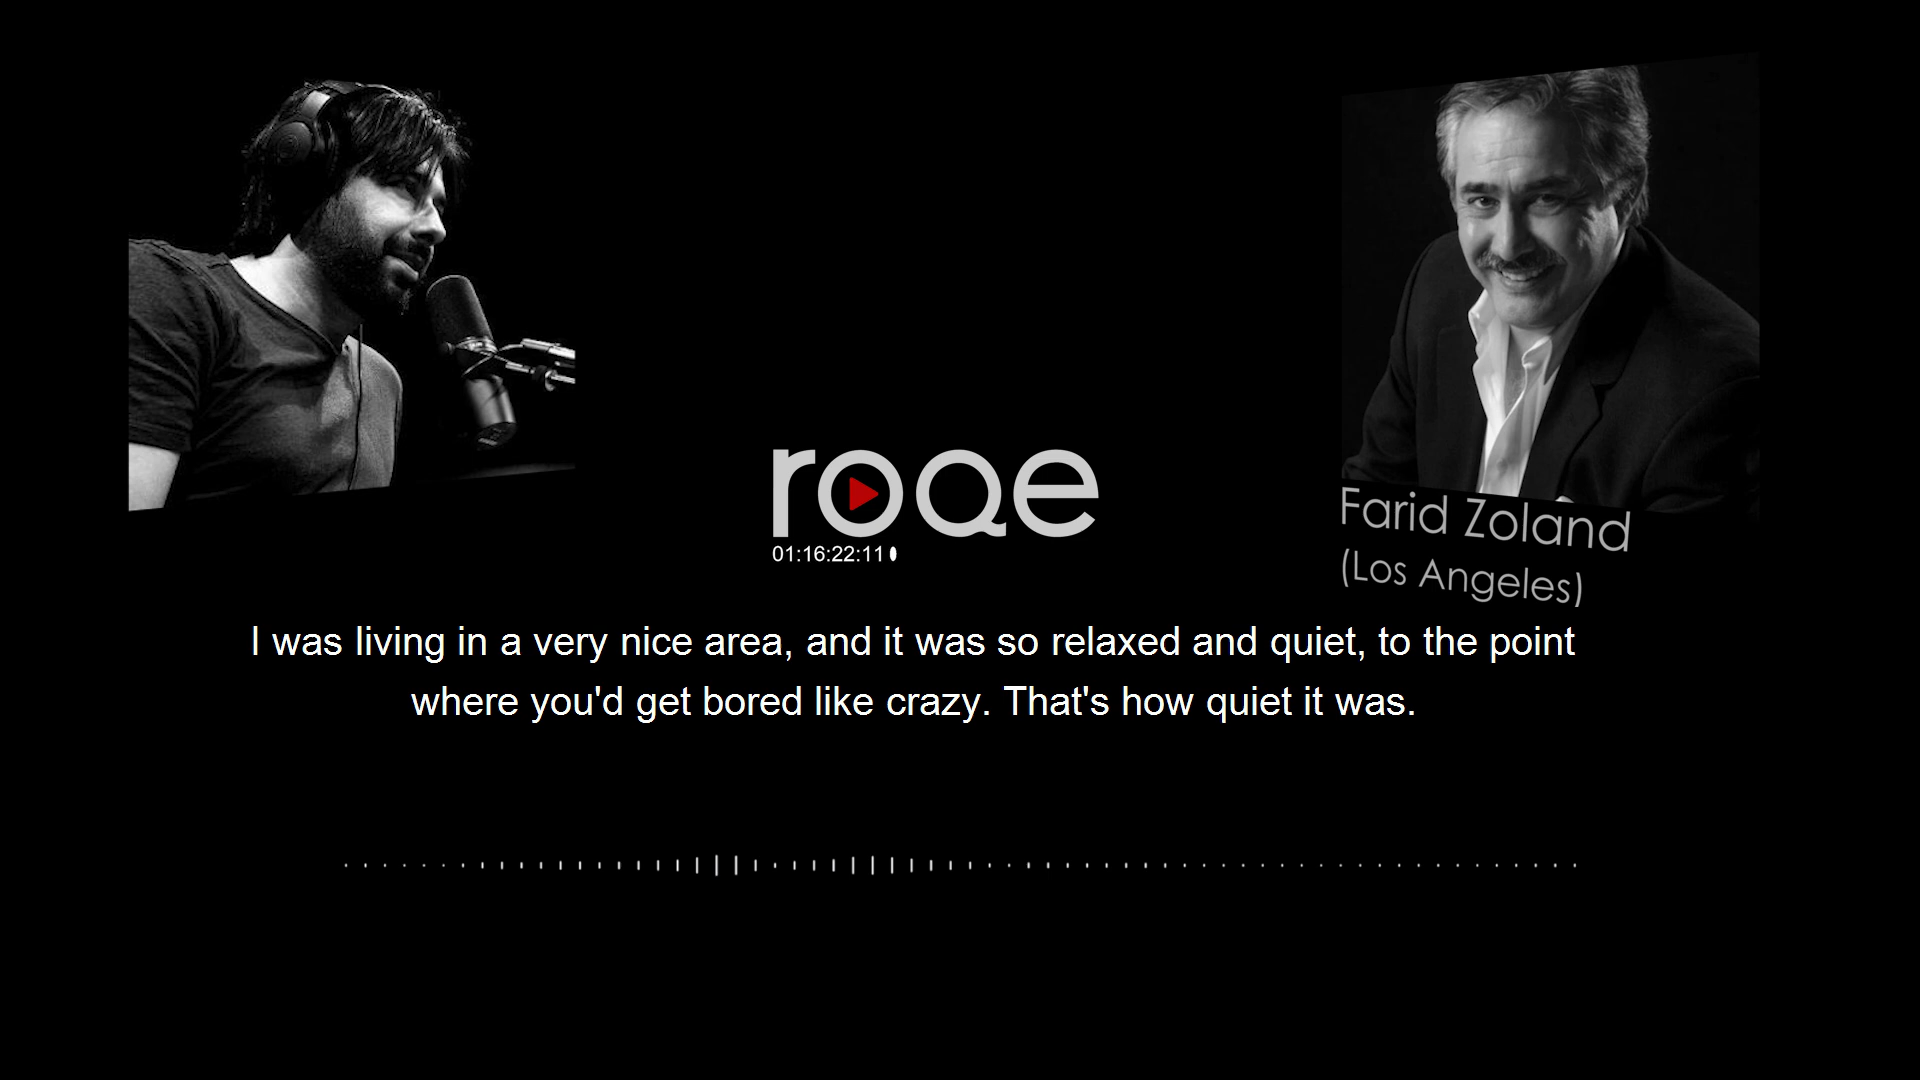 roqe
01:16:22:11
Farid Zoland
(Los Angeles)
I was living in a very nice area, and it was so relaxed and quiet, to the point
where you'd get bored like crazy. That's how quiet it was.